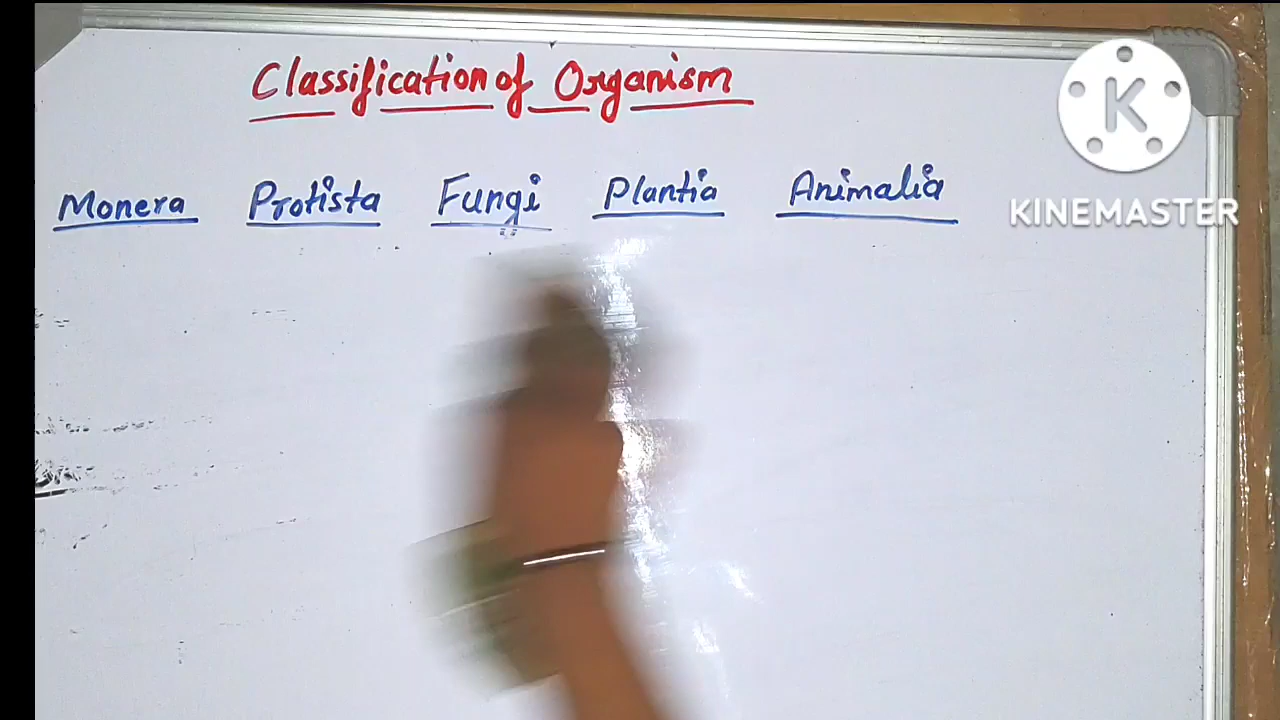 Classification of Organism
Monera Protista Fungi Plantia Animalia
K
KINEMASTER